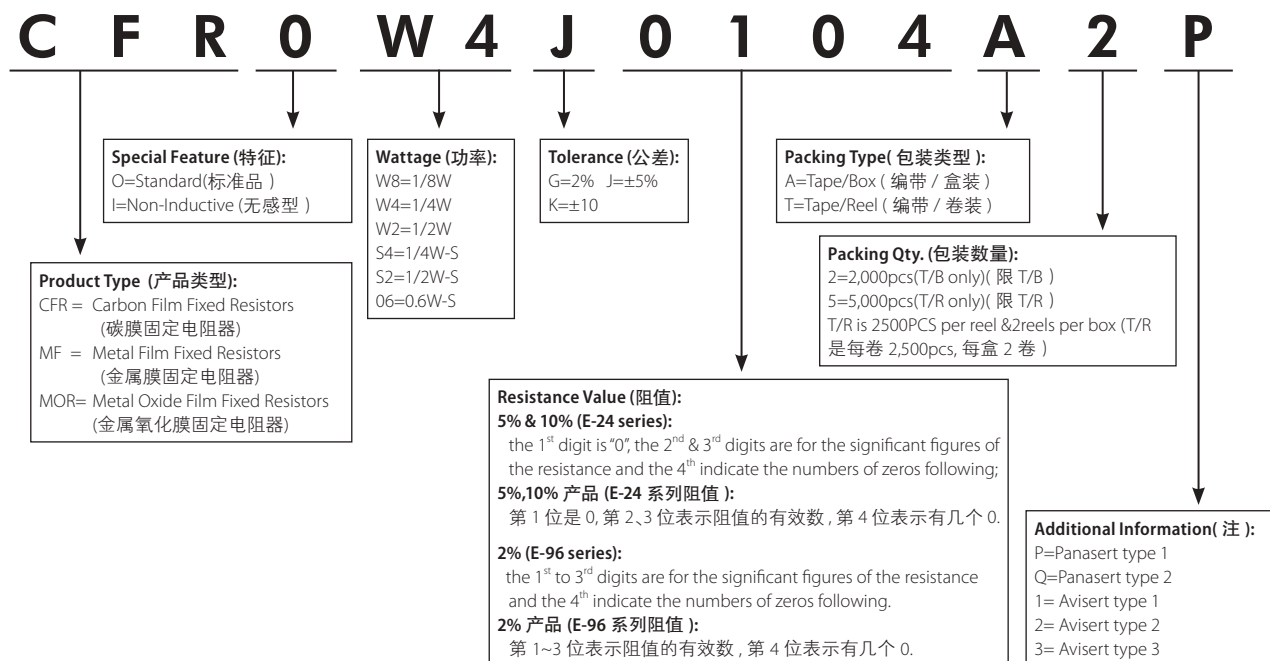 C F R 0 W 4 J 0 1 0 4 A 2 P
Special Feature (特征):
O=Standard(标准品 )
I=Non-Inductive (无感型 )
Wattage (功率):
W8=1/8W
W4=1/4W
W2=1/2W
S4=1/4W-S
S2=1/2W-S
06=0.6W-S
Tolerance (公差):
G=2% J=±5%
K=±10
Packing Type( 包装类型 ):
A=Tape/Box ( 编带 / 盒装 )
T=Tape/Reel ( 编带 / 卷装 )
Packing Qty. (包装数量):
2=2,000pcs(T/B only)( 限 T/B )
5=5,000pcs(T/R only)( 限 T/R )
T/R is 2500PCS per reel &2reels per box (T/R
是每卷 2,500pcs, 每盒 2 卷 )
Product Type (产品类型):
CFR = Carbon Film Fixed Resistors
(碳膜固定电阻器)
MF = Metal Film Fixed Resistors
(金属膜固定电阻器)
MOR= Metal Oxide Film Fixed Resistors
(金属氧化膜固定电阻器)
Resistance Value (阻值):
5% & 10% (E-24 series):
the 1st digit is "0", the 2nd & 3rd digits are for the significant figures of
the resistance and the 4th indicate the numbers of zeros following;
5%,10% 产品 (E-24 系列阻值 ):
第 1 位是 0, 第 2、3 位表示阻值的有效数 , 第 4 位表示有几个 0.
2% (E-96 series):
the 1st to 3rd digits are for the significant figures of the resistance
and the 4th indicate the numbers of zeros following.
2% 产品 (E-96 系列阻值 ):
第 1~3 位表示阻值的有效数 , 第 4 位表示有几个 0.
Additional Information( 注 ):
P=Panasert type 1
Q=Panasert type 2
1= Avisert type 1
2= Avisert type 2
3= Avisert type 3